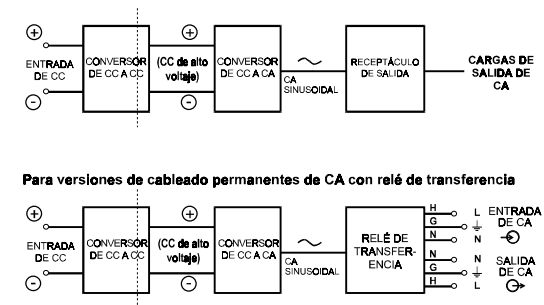 ENTRADA
DE CC
CONVERSOR
DE CC A CC
(CC de alto
voltaje)
CONVERSOR
DE CC A CA
CA
SINUSOIDAL
RECEPTÁCULO
DE SALIDA
CARGAS DE
SALIDA DE
CA
Para versiones de cableado permanentes de CA con relé de transferencia
ENTRADA
DE CC
CONVERSOR
DE CC A CC
(CC de alto
voltaje)
CONVERSOR
DE CC A CA
CA
SINUSOIDAL
RELÉ DE
TRANSFER-
ENCIA
H L
G
N N
ENTRADA
DE CA
N N
G
H L
SALIDA
DE CA